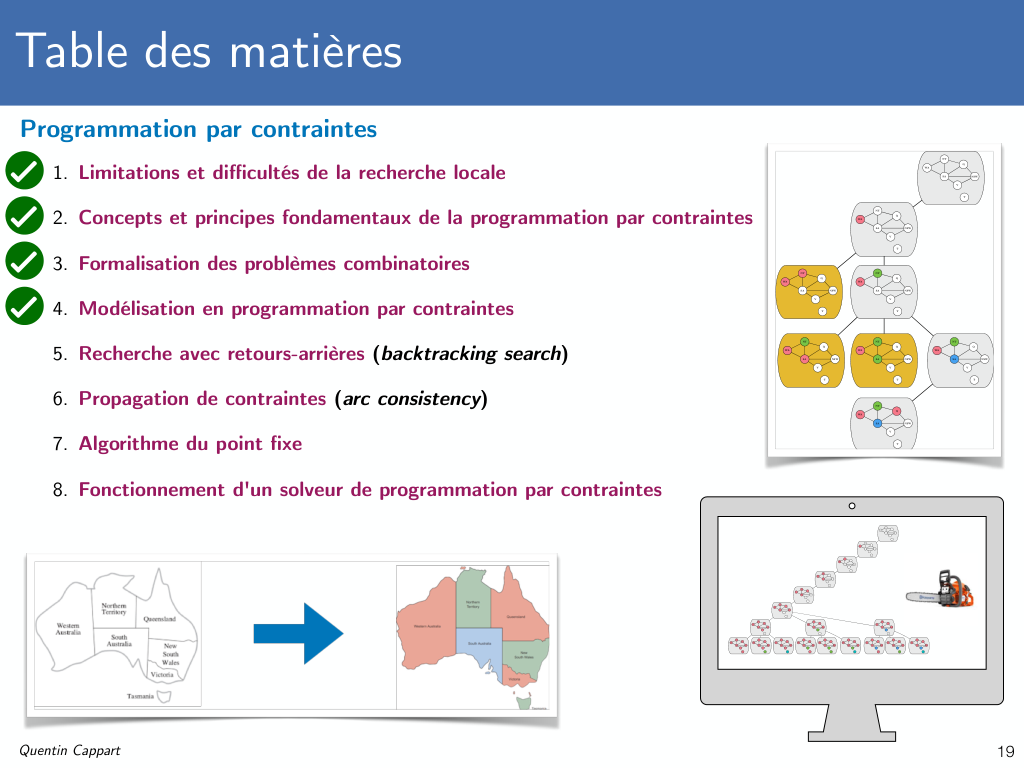 Table des matières
Programmation par contraintes
1. Limitations et difficultés de la recherche locale
2. Concepts et principes fondamentaux de la programmation par contraintes
3. Formalisation des problèmes combinatoires
4. Modélisation en programmation par contraintes
5. Recherche avec retours-arrières (backtracking search)
6. Propagation de contraintes (arc consistency)
7. Algorithme du point fixe
8. Fonctionnement d'un solveur de programmation par contraintes
Northern
Territory
Western
Australia
Queensland
South
Australia
New
South
Wales
Victoria
Tasmania
Northern
Territory
Western Australia
Queensland
South Australia
New South Wales
Victoria
Tasmania
Quentin Cappart
19